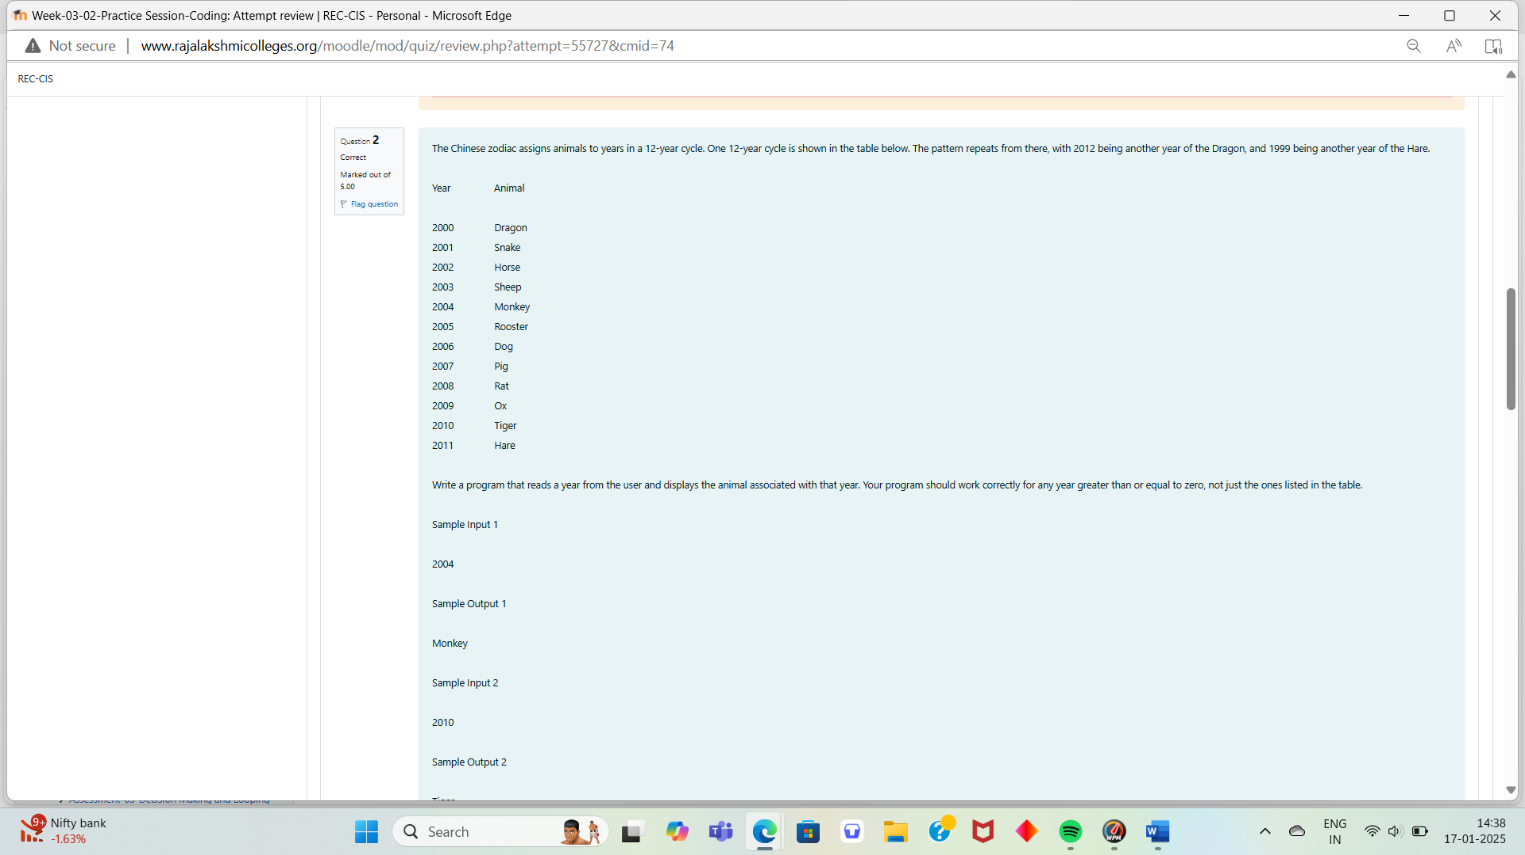 Week-03-02-Practice Session-Coding: Attempt review | REC-CIS - Personal - Microsoft Edge
Not secure | www.rajalakshmicolleges.org/moodle/mod/quiz/review.php?attempt=55727&cmid=74
REC-CIS
Question 2
Correct
Marked out of
5.00
Flag question
The Chinese zodiac assigns animals to years in a 12-year cycle. One 12-year cycle is shown in the table below. The pattern repeats from there, with 2012 being another year of the Dragon, and 1999 being another year of the Hare.
Year Animal
2000 Dragon
2001 Snake
2002 Horse
2003 Sheep
2004 Monkey
2005 Rooster
2006 Dog
2007 Pig
2008 Rat
2009 Ox
2010 Tiger
2011 Hare
Write a program that reads a year from the user and displays the animal associated with that year. Your program should work correctly for any year greater than or equal to zero, not just the ones listed in the table.
Sample Input 1
2004
Sample Output 1
Monkey
Sample Input 2
2010
Sample Output 2
Tiger
Assessment-03-Decision Making and Looping
9+
Nifty bank
-1.63%
Search
ENG
IN
14:38
17-01-2025